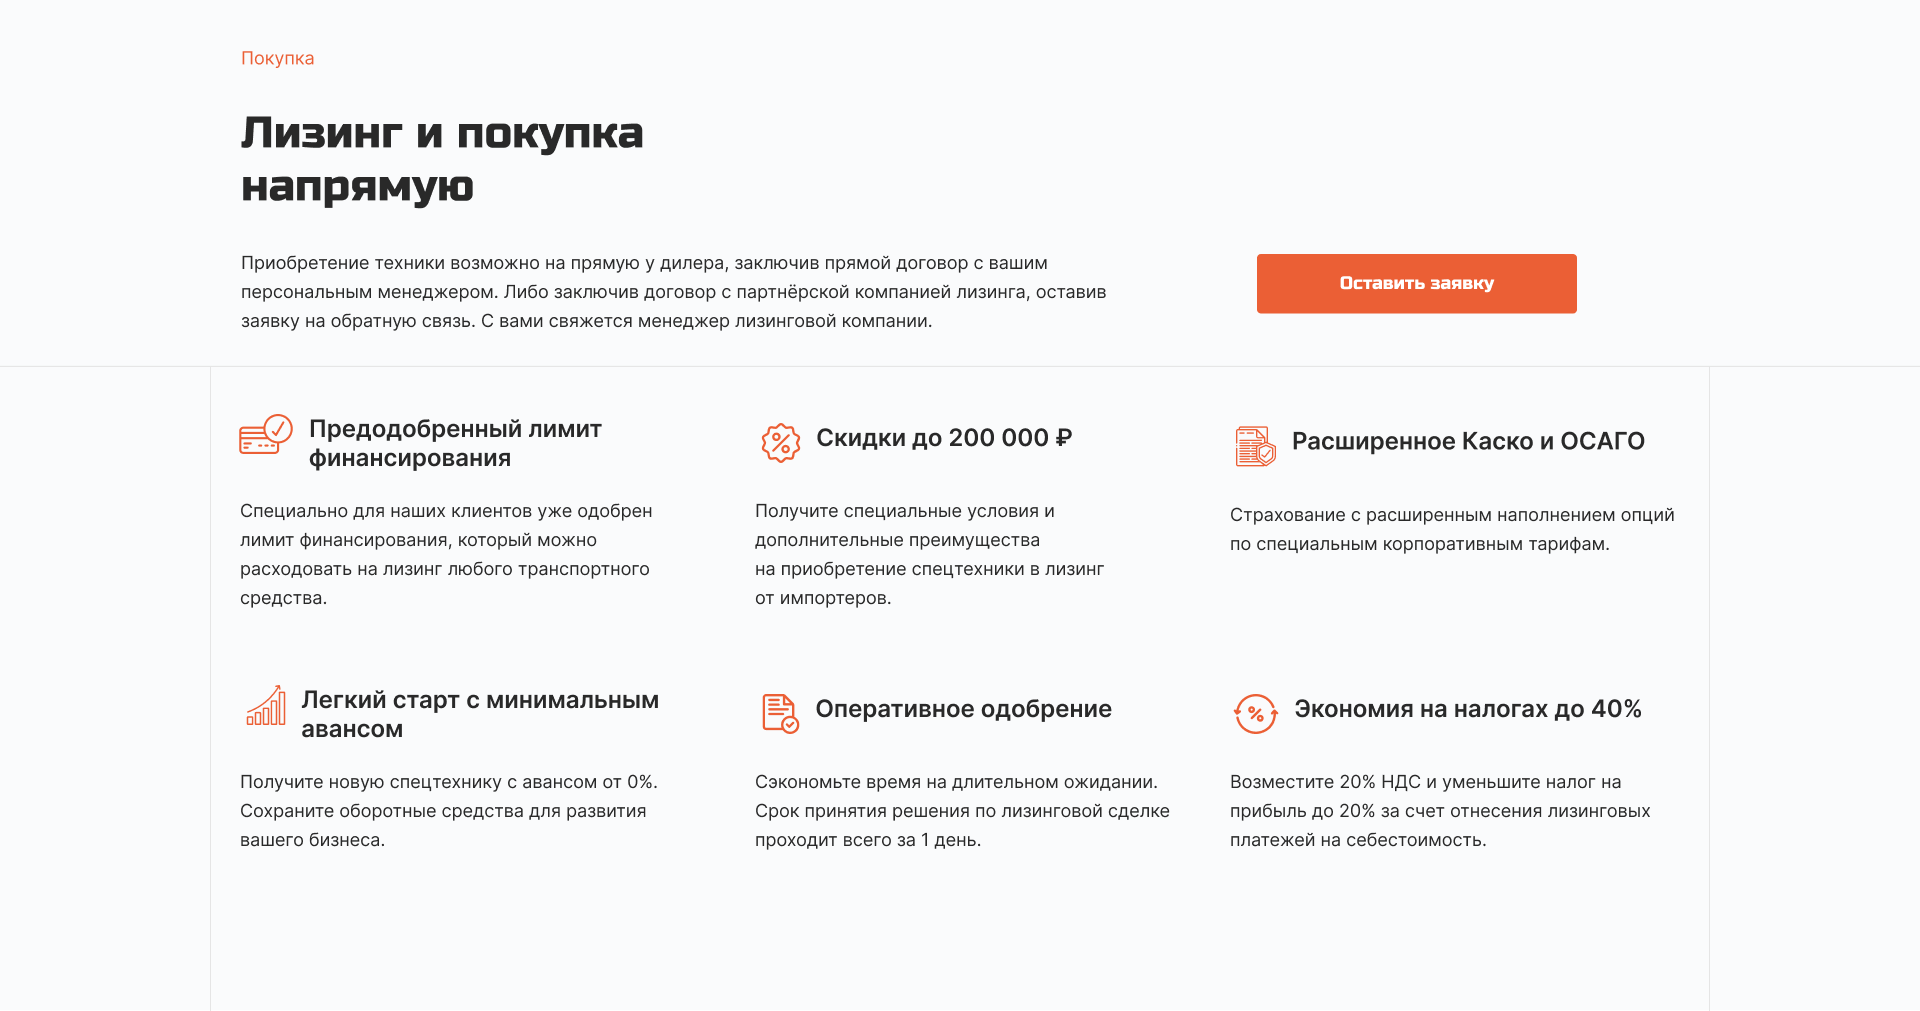 Покупка
Лизинг и покупка
напрямую
Приобретение техники возможно на прямую у дилера, заключив прямой договор с вашим
персональным менеджером. Либо заключив договор с партнёрской компанией лизинга, оставив
заявку на обратную связь. С вами свяжется менеджер лизинговой компании.
Оставить заявку
Предодобренный лимит
финансирования
Специально для наших клиентов уже одобрен
лимит финансирования, который можно
расходовать на лизинг любого транспортного
средства.
Скидки до 200 000 ₽
Получите специальные условия и
дополнительные преимущества
на приобретение спецтехники в лизинг
от импортеров.
Расширенное Каско и ОСАГО
Страхование с расширенным наполнением опций
по специальным корпоративным тарифам.
Легкий старт с минимальным
авансом
Получите новую спецтехнику с авансом от 0%.
Сохраните оборотные средства для развития
вашего бизнеса.
Оперативное одобрение
Сэкономьте время на длительном ожидании.
Срок принятия решения по лизинговой сделке
проходит всего за 1 день.
Экономия на налогах до 40%
Возместите 20% НДС и уменьшите налог на
прибыль до 20% за счет отнесения лизинговых
платежей на себестоимость.